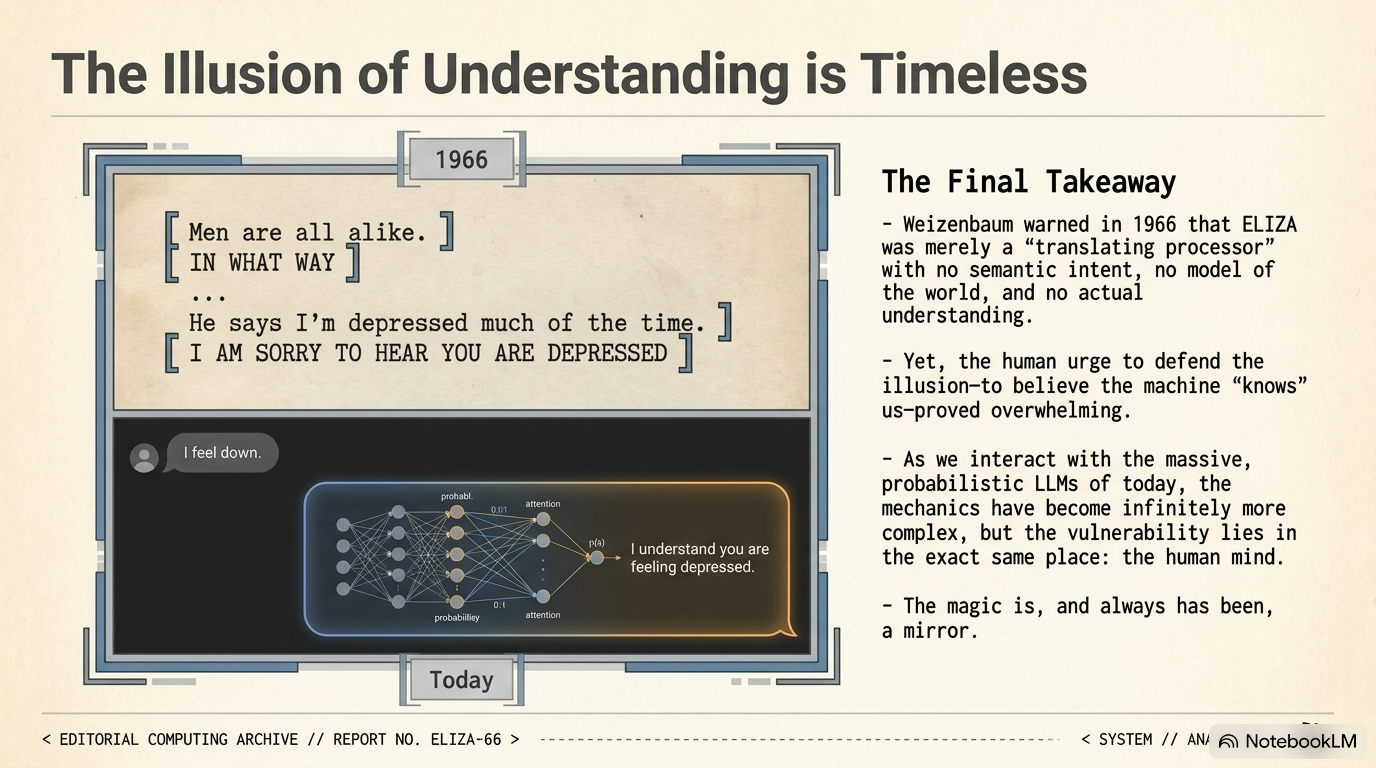 The Illusion of Understanding is Timeless
1966
Men are all alike.
IN WHAT WAY
...
He says I'm depressed much of the time.
I AM SORRY TO HEAR YOU ARE DEPRESSED
I feel down.
probabl.
0.01
attention
p(a)
I understand you are
feeling depressed.
probabiilley
attention
Today
The Final Takeaway
- Weizenbaum warned in 1966 that ELIZA
was merely a “translating processor”
with no semantic intent, no model of
the world, and no actual
understanding.
- Yet, the human urge to defend the
illusion—to believe the machine “knows”
us—proved overwhelming.
- As we interact with the massive,
probabilistic LLMs of today, the
mechanics have become infinitely more
complex, but the vulnerability lies in
the exact same place: the human mind.
- The magic is, and always has been,
a mirror.
< EDITORIAL COMPUTING ARCHIVE // REPORT NO. ELIZA-66 >
< SYSTEM //
NotebookLM